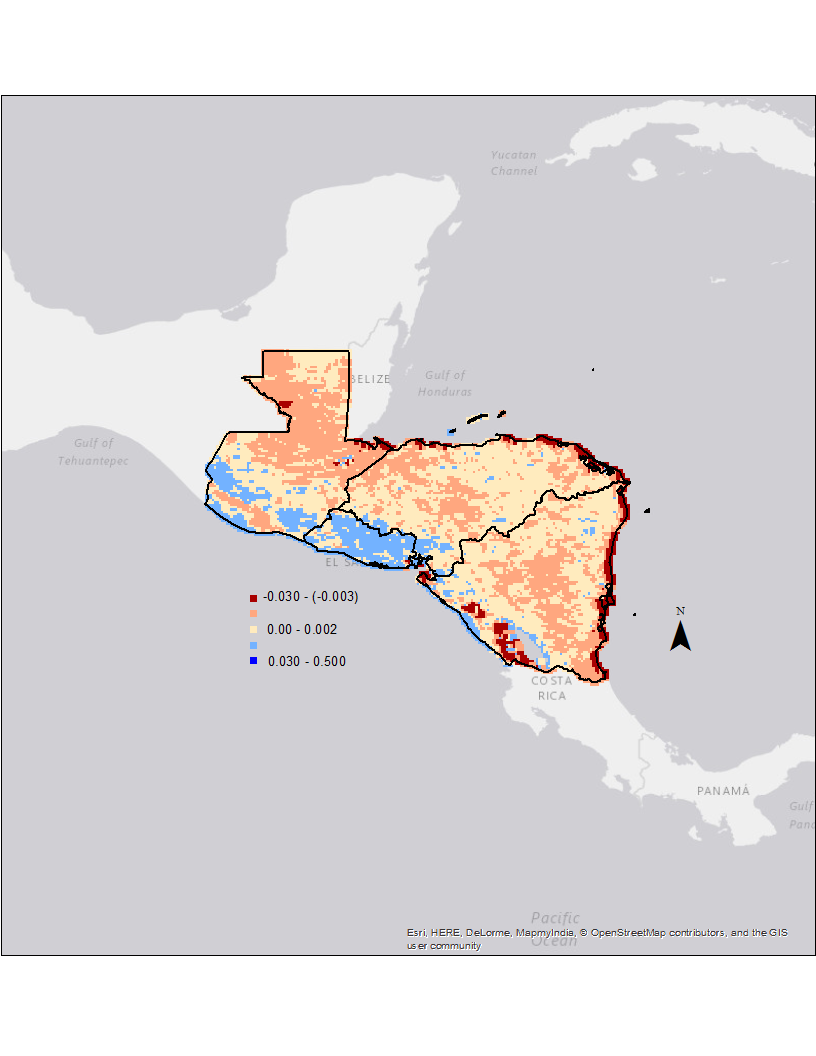 Yucatan
Channel
BELIZE
Gulf of
Honduras
Gulf of
Tehuantepec
EL SA
-0.030 - (-0.003)
0.00 - 0.002
0.030 - 0.500
N
COSTA
RICA
PANAMÁ
Gulf
Pana
Pacific
Ocean
Esri, HERE, DeLorme, MapmyIndia, © OpenStreetMap contributors, and the GIS
user community